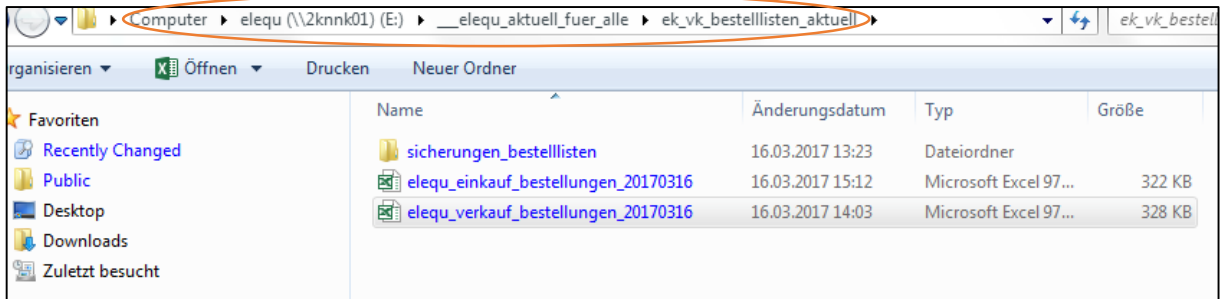 Computer ▸ elequ (\\2knnk01) (E:) ▸ ___elequ_aktuell_fuer_alle ▸ ek_vk_bestelllisten_aktuell ▸ ek_vk_bestell
rganisieren Öffnen Drucken Neuer Ordner
Name Änderungsdatum Typ Größe
Favoriten
Recently Changed
Public
Desktop
Downloads
Zuletzt besucht
sicherungen_bestelllisten 16.03.2017 13:23 Dateiordner
elequ_einkauf_bestellungen_20170316 16.03.2017 15:12 Microsoft Excel 97... 322 KB
elequ_verkauf_bestellungen_20170316 16.03.2017 14:03 Microsoft Excel 97... 328 KB